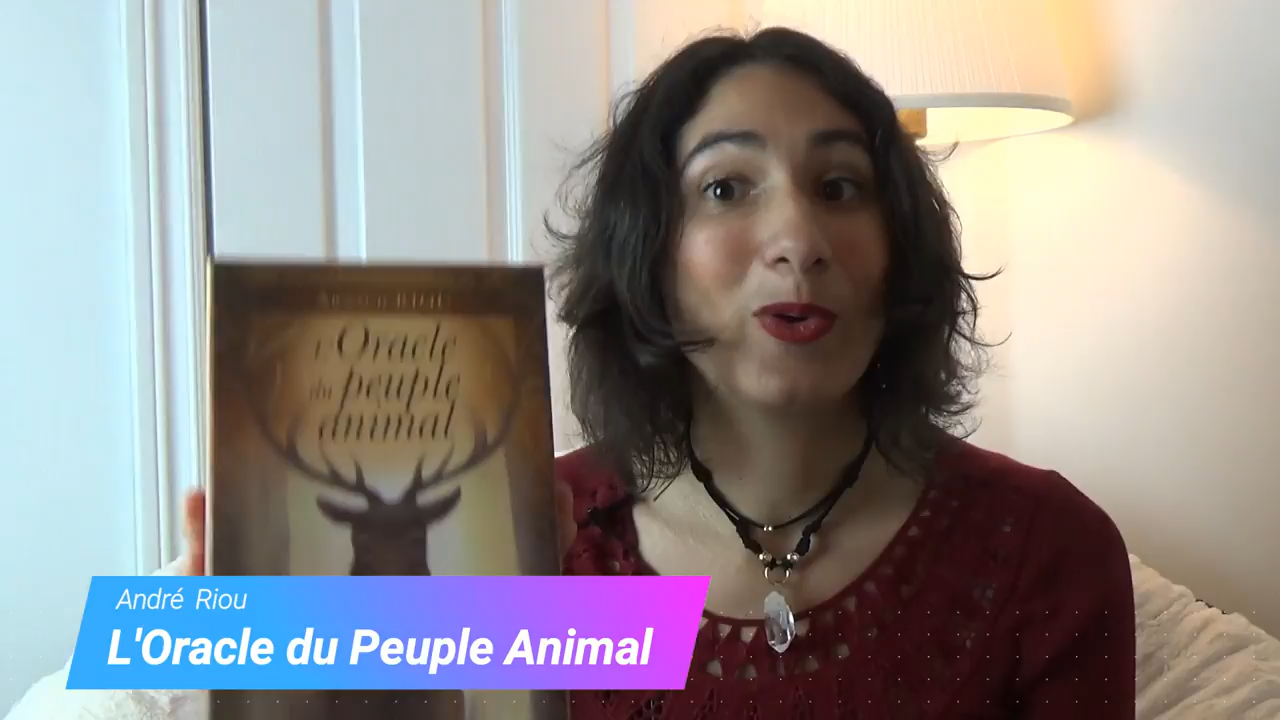 l'Oracle
du peuple
animal
André Riou
L'Oracle du Peuple Animal